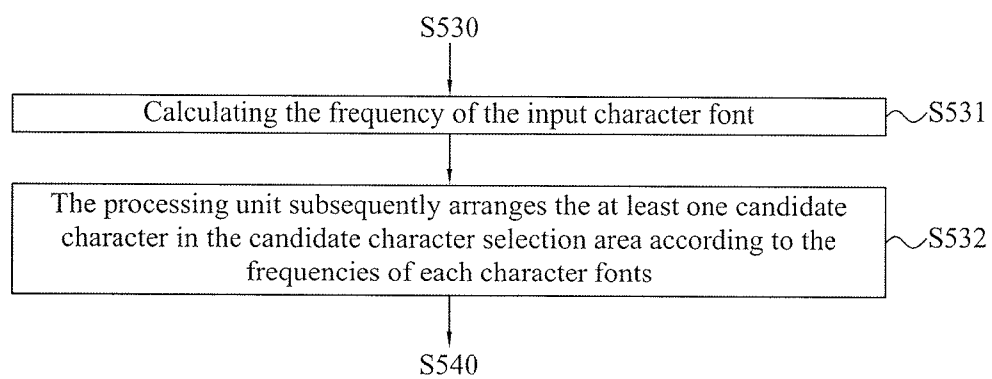 S530
Calculating the frequency of the input character font
S531
The processing unit subsequently arranges the at least one candidate
character in the candidate character selection area according to the
S532
frequencies of each character fonts
S540